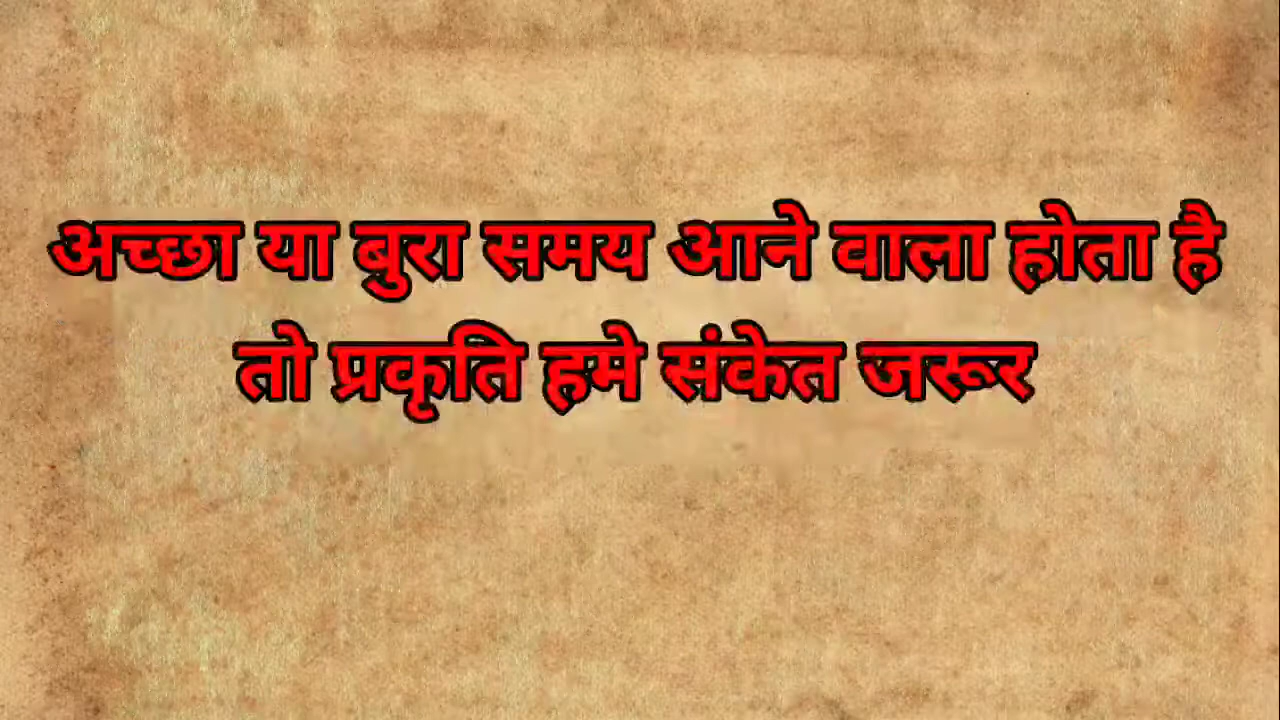 अच्छा या बुरा समय आने वाला होता है
तो प्रकृति हमे संकेत जरूर